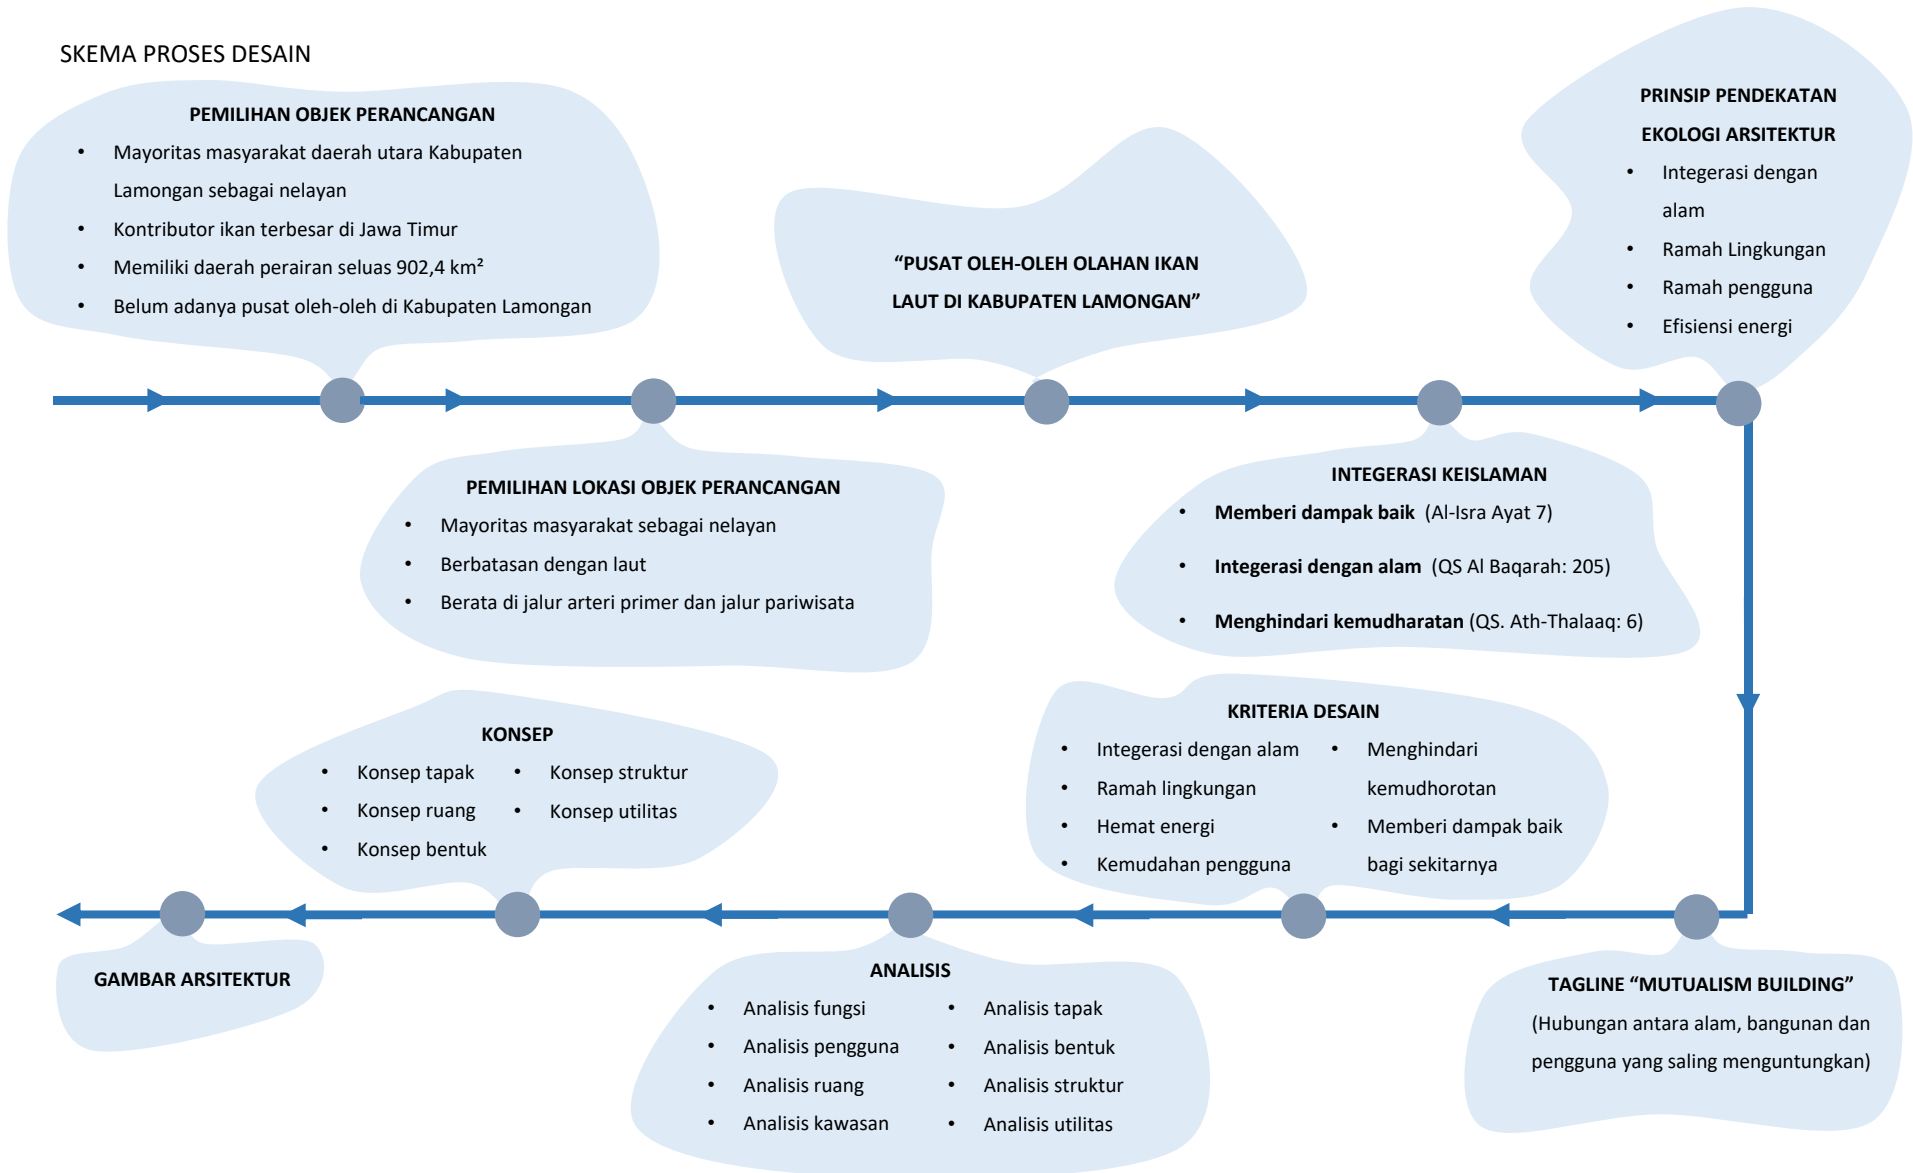 SKEMA PROSES DESAIN
PEMILIHAN OBJEK PERANCANGAN
• Mayoritas masyarakat daerah utara Kabupaten
Lamongan sebagai nelayan
• Kontributor ikan terbesar di Jawa Timur
• Memiliki daerah perairan seluas 902,4 km²
• Belum adanya pusat oleh-oleh di Kabupaten Lamongan
PEMILIHAN LOKASI OBJEK PERANCANGAN
• Mayoritas masyarakat sebagai nelayan
• Berbatasan dengan laut
• Berata di jalur arteri primer dan jalur pariwisata
“PUSAT OLEH-OLEH OLAHAN IKAN
LAUT DI KABUPATEN LAMONGAN”
INTEGERASI KEISLAMAN
• Memberi dampak baik (Al-Isra Ayat 7)
• Integerasi dengan alam (QS Al Baqarah: 205)
• Menghindari kemudharatan (QS. Ath-Thalaaq: 6)
PRINSIP PENDEKATAN
EKOLOGI ARSITEKTUR
• Integerasi dengan
alam
• Ramah Lingkungan
• Ramah pengguna
• Efisiensi energi
TAGLINE “MUTUALISM BUILDING”
(Hubungan antara alam, bangunan dan
pengguna yang saling menguntungkan)
KRITERIA DESAIN
• Integerasi dengan alam
• Ramah lingkungan
• Hemat energi
• Kemudahan pengguna
• Menghindari
kemudhorotan
• Memberi dampak baik
bagi sekitarnya
ANALISIS
• Analisis fungsi
• Analisis pengguna
• Analisis ruang
• Analisis kawasan
• Analisis tapak
• Analisis bentuk
• Analisis struktur
• Analisis utilitas
KONSEP
• Konsep tapak
• Konsep ruang
• Konsep bentuk
• Konsep struktur
• Konsep utilitas
GAMBAR ARSITEKTUR